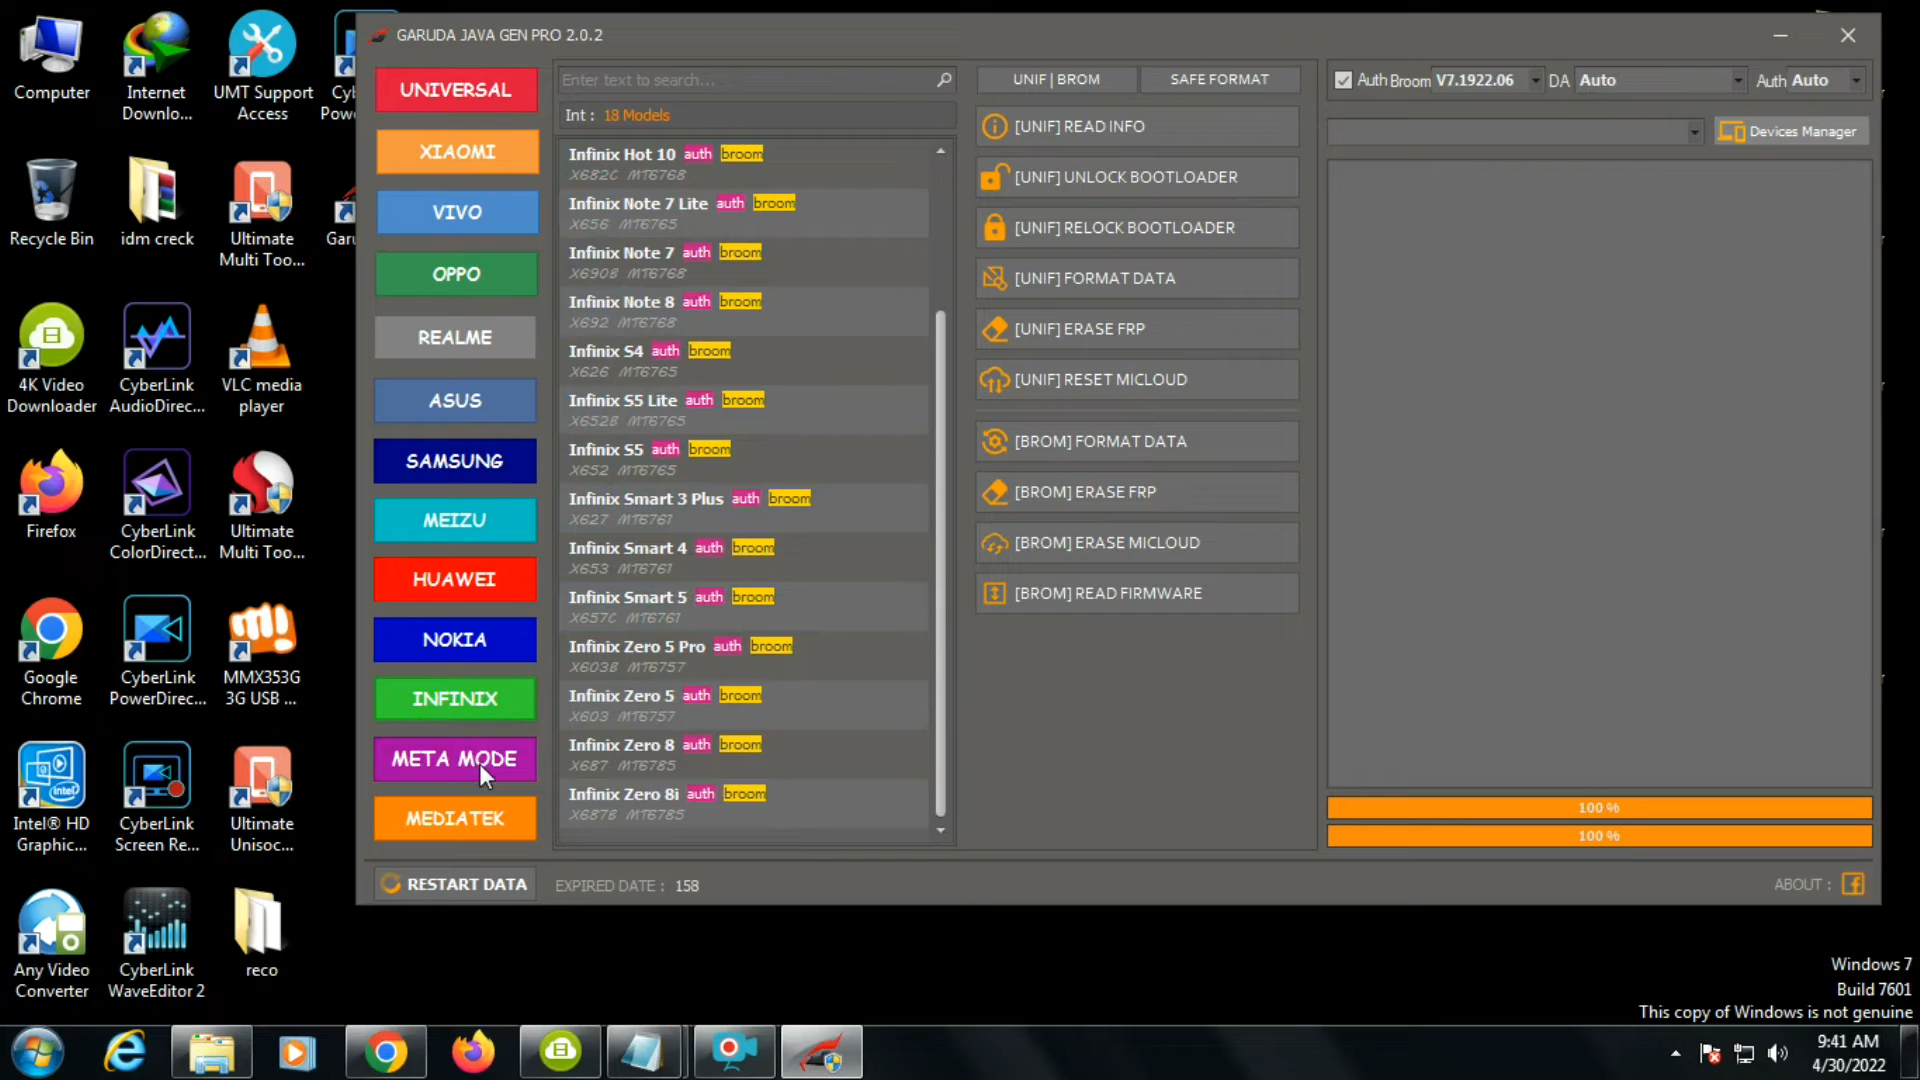 Computer
Internet
Downlo...
UMT Support
Access
Recycle Bin
idm creck
Ultimate
Multi Too...
4K Video
Downloader
CyberLink
AudioDirec...
VLC media
player
Firefox
CyberLink
ColorDirect...
Ultimate
Multi Too...
Google
Chrome
CyberLink
PowerDirec...
MMX353G
3G USB ...
Intel® HD
Graphic...
CyberLink
Screen Re...
Ultimate
Unisoc...
Any Video
Converter
CyberLink
WaveEditor 2
reco
GARUDA JAVA GEN PRO 2.0.2
UNIVERSAL
XIAOMI
VIVO
OPPO
REALME
ASUS
SAMSUNG
MEIZU
HUAWEI
NOKIA
INFINIX
META MODE
MEDIATEK
Enter text to search...
Int : 18 Models
Infinix Hot 10 auth broom
X682C MT6768
Infinix Note 7 Lite auth broom
X656 MT6765
Infinix Note 7 auth broom
X690B MT6768
Infinix Note 8 auth broom
X692 MT6768
Infinix S4 auth broom
X626 MT6765
Infinix S5 Lite auth broom
X652B MT6765
Infinix S5 auth broom
X652 MT6765
Infinix Smart 3 Plus auth broom
X627 MT6761
Infinix Smart 4 auth broom
X653 MT6761
Infinix Smart 5 auth broom
X657C MT6761
Infinix Zero 5 Pro auth broom
X603B MT6757
Infinix Zero 5 auth broom
X603 MT6757
Infinix Zero 8 auth broom
X687 MT6785
Infinix Zero 8i auth broom
X687B MT6785
UNIF | BROM
SAFE FORMAT
[UNIF] READ INFO
[UNIF] UNLOCK BOOTLOADER
[UNIF] RELOCK BOOTLOADER
[UNIF] FORMAT DATA
[UNIF] ERASE FRP
[UNIF] RESET MICLOUD
[BROM] FORMAT DATA
[BROM] ERASE FRP
[BROM] ERASE MICLOUD
[BROM] READ FIRMWARE
Auth Broom V7.1922.06 DA Auto Auth Auto
Devices Manager
100 %
100 %
RESTART DATA
EXPIRED DATE : 158
ABOUT :
Windows 7
Build 7601
This copy of Windows is not genuine
9:41 AM
4/30/2022